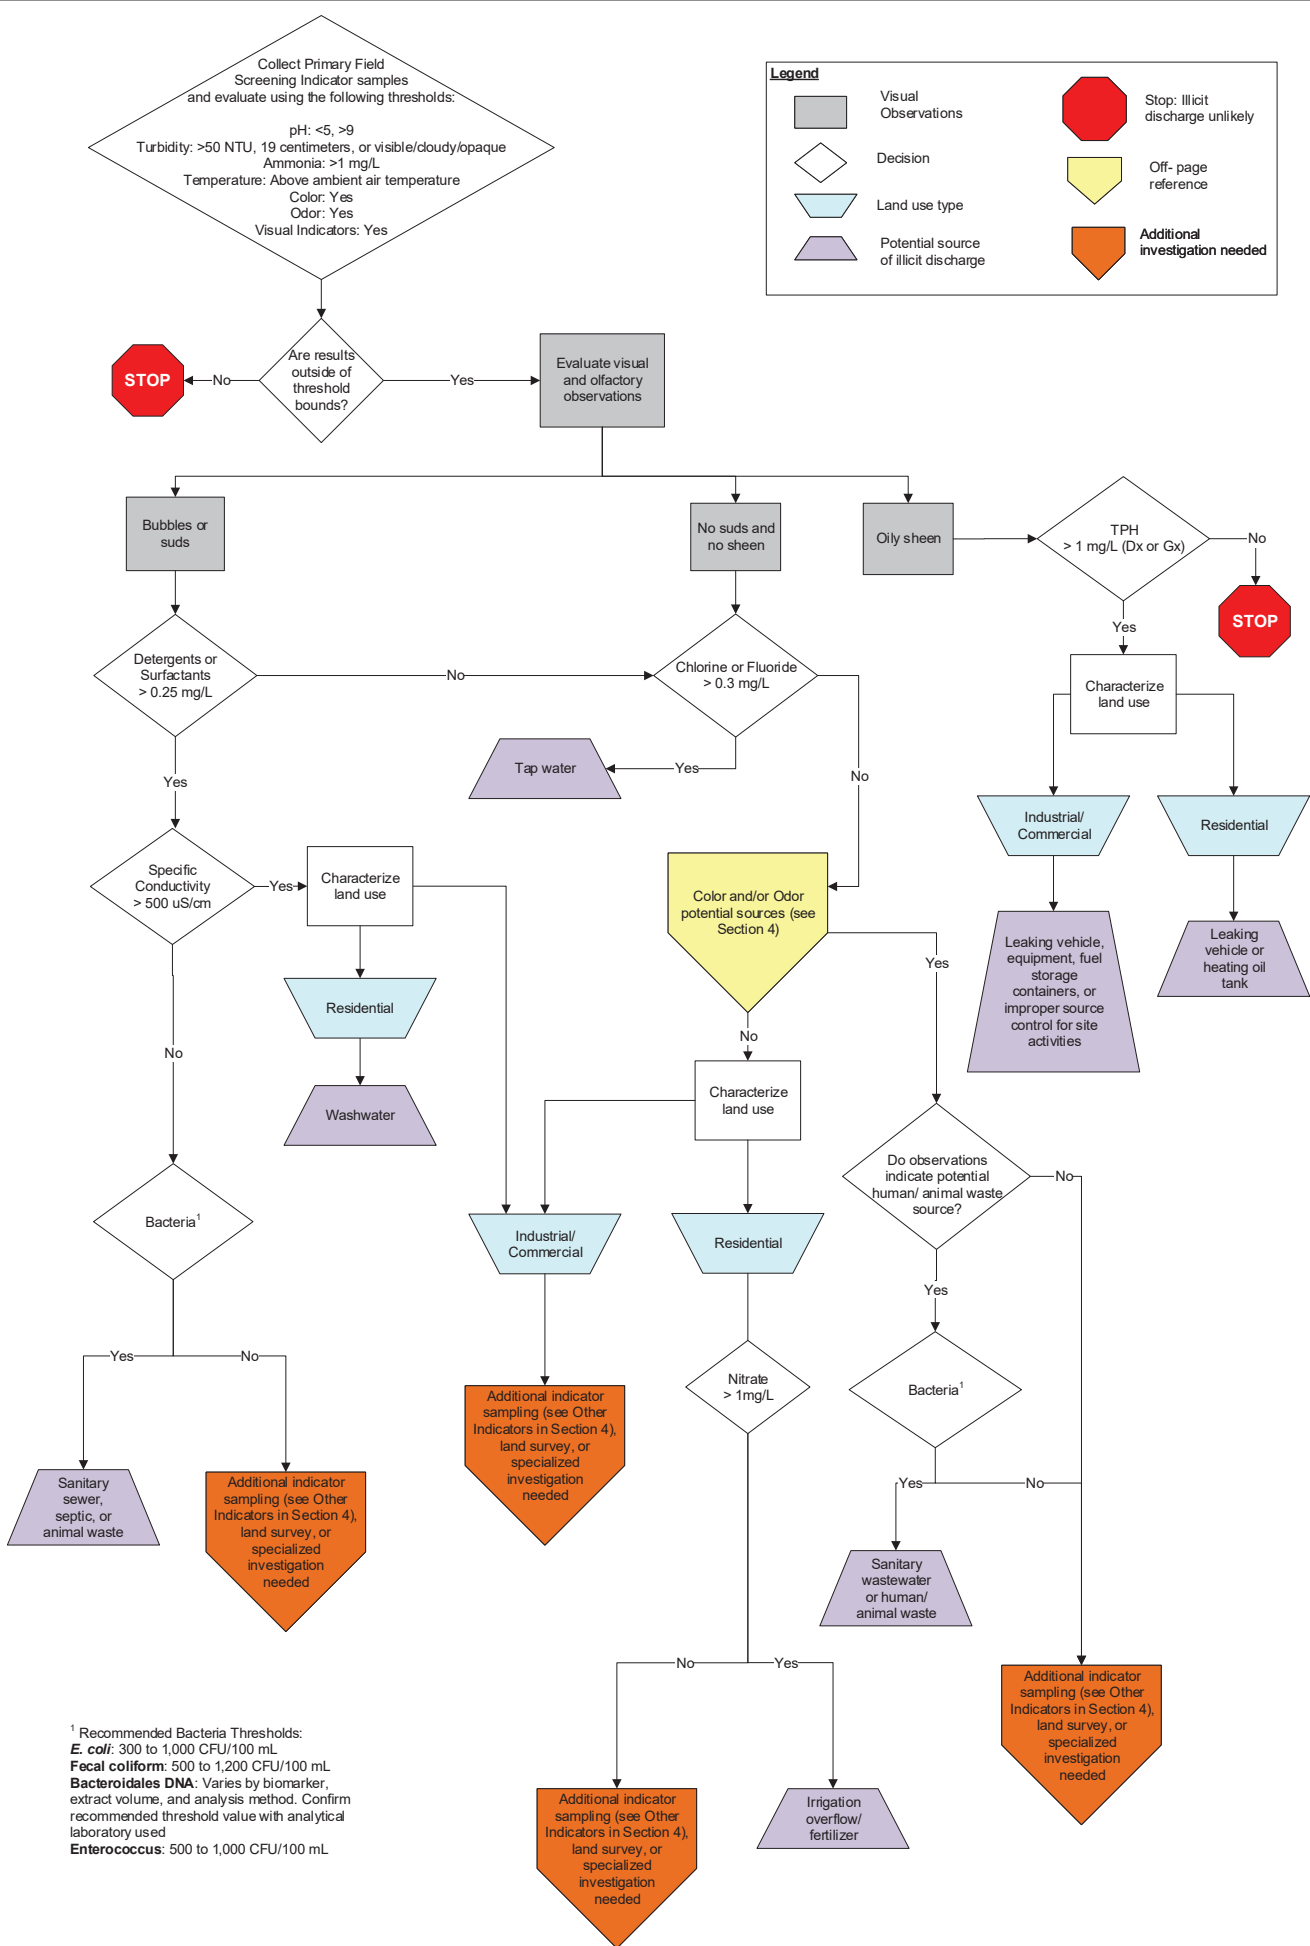 Collect Primary Field
Screening Indicator samples
and evaluate using the following thresholds:
pH: <5, >9
Turbidity: >50 NTU, 19 centimeters, or visible/cloudy/opaque
Ammonia: >1 mg/L
Temperature: Above ambient air temperature
Color: Yes
Odor: Yes
Visual Indicators: Yes
Legend
Visual
Observations
Decision
Land use type
Potential source
of illicit discharge
Stop: Illicit
discharge unlikely
Off- page
reference
Additional
investigation needed
Are results
outside of
threshold
bounds?
No
STOP
Yes
Evaluate visual
and olfactory
observations
Bubbles or
suds
No suds and
no sheen
Oily sheen
TPH
> 1 mg/L (Dx or Gx)
No
STOP
Yes
Characterize
land use
Detergents or
Surfactants
> 0.25 mg/L
No
Chlorine or Fluoride
> 0.3 mg/L
Yes
Tap water
No
Yes
Industrial/
Commercial
Residential
Specific
Conductivity
> 500 uS/cm
Yes
Characterize
land use
Color and/or Odor
potential sources (see
Section 4)
Yes
Leaking vehicle,
equipment, fuel
storage
containers, or
improper source
control for site
activities
Leaking
vehicle or
heating oil
tank
Residential
No
No
Washwater
Characterize
land use
Do observations
indicate potential
human/ animal waste
source?
No
Bacteria1
Industrial/
Commercial
Residential
Yes
Yes
No
Nitrate
> 1mg/L
Bacteria1
Additional indicator
sampling (see Other
Indicators in Section 4),
land survey, or
specialized
investigation
needed
Sanitary
sewer,
septic, or
animal waste
Additional indicator
sampling (see Other
Indicators in Section 4),
land survey, or
specialized
investigation
needed
Yes
No
Sanitary
wastewater
or human/
animal waste
No
Yes
Additional indicator
sampling (see Other
Indicators in Section 4),
land survey, or
specialized
investigation
needed
1 Recommended Bacteria Thresholds:
E. coli: 300 to 1,000 CFU/100 mL
Fecal coliform: 500 to 1,200 CFU/100 mL
Bacteroidales DNA: Varies by biomarker,
extract volume, and analysis method. Confirm
recommended threshold value with analytical
laboratory used
Enterococcus: 500 to 1,000 CFU/100 mL
Additional indicator
sampling (see Other
Indicators in Section 4),
land survey, or
specialized
investigation
needed
Irrigation
overflow/
fertilizer